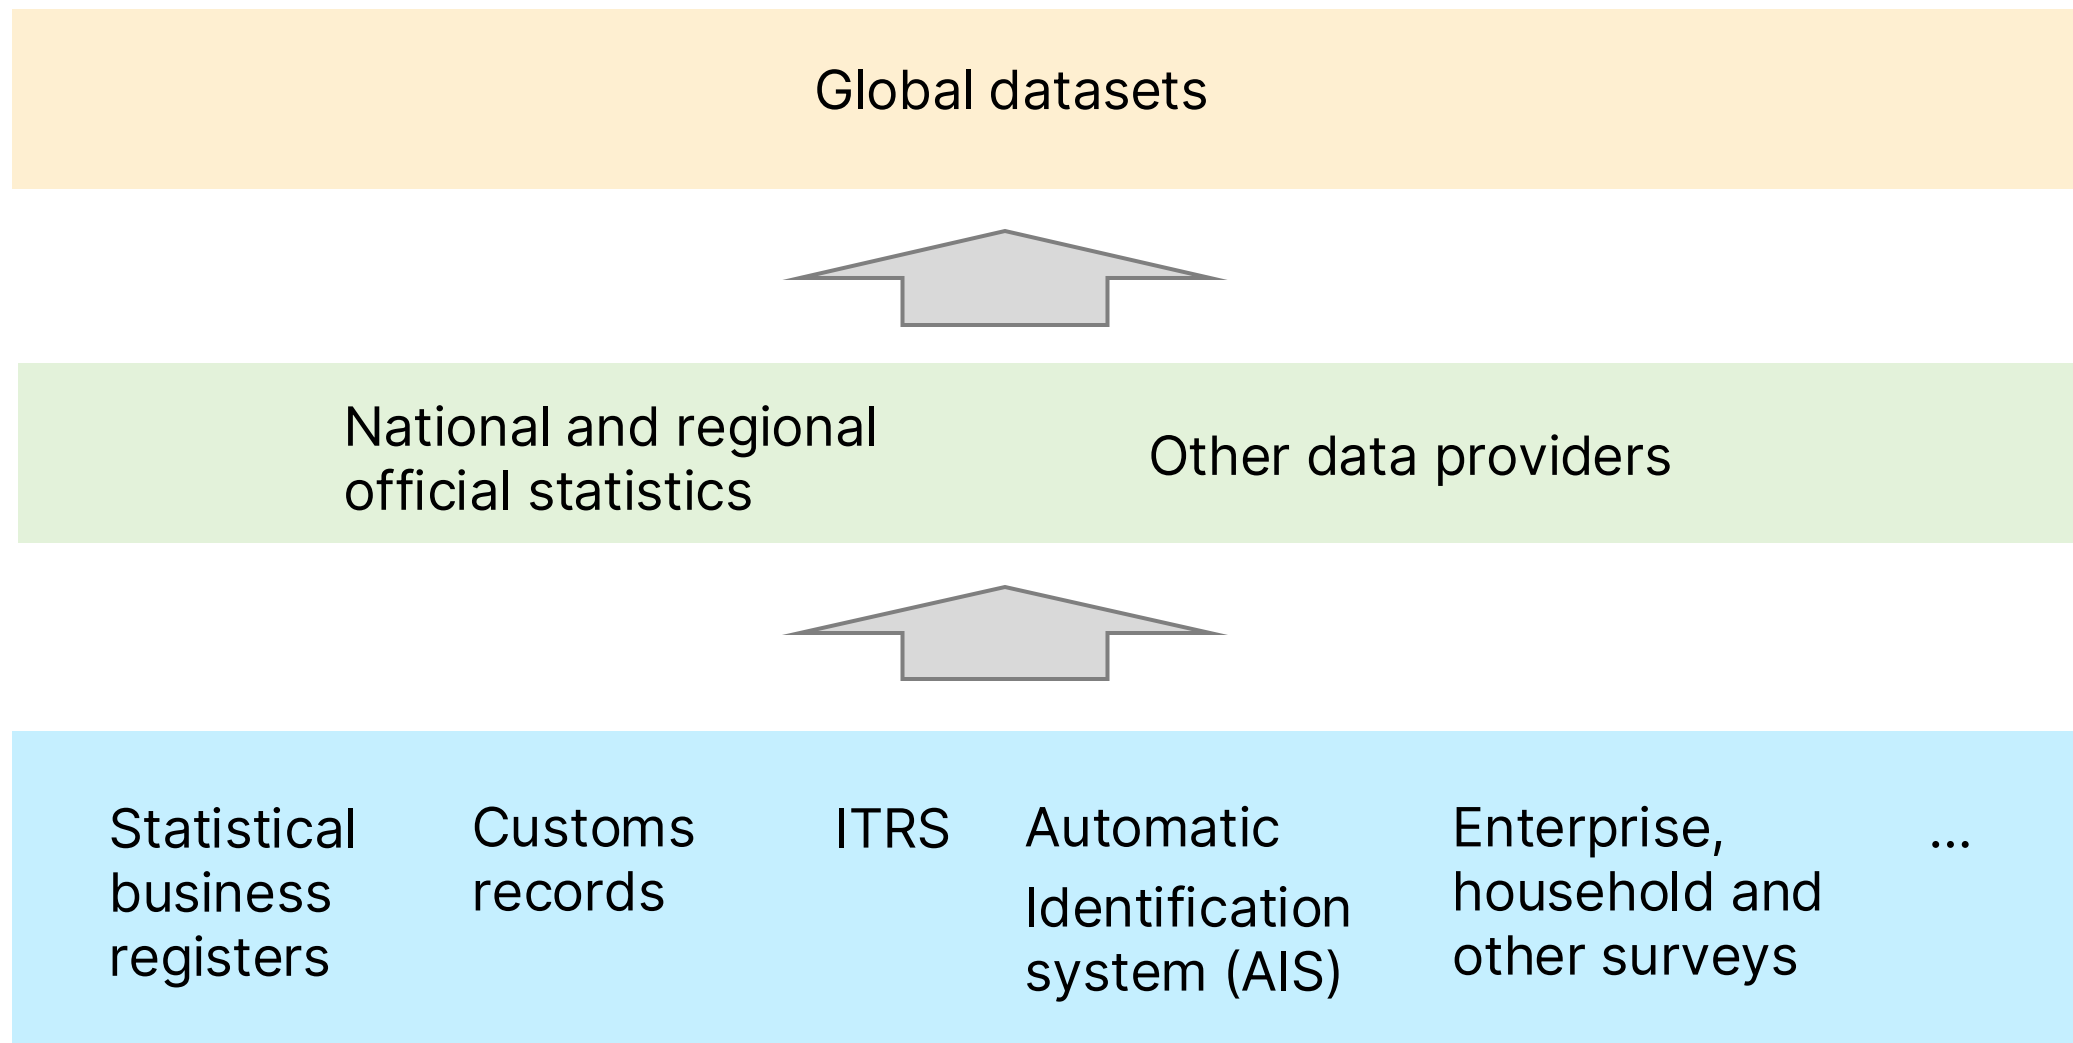 Global datasets
National and regional
official statistics
Other data providers
Statistical
business
registers
Customs
records
ITRS
Automatic
Identification
system (AIS)
Enterprise,
household and
other surveys
...